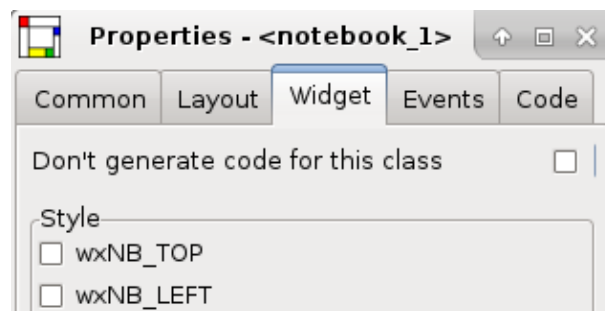 Properties - <notebook_1>
Common Layout Widget Events Code
Don't generate code for this class
Style
wxNB_TOP
wxNB_LEFT